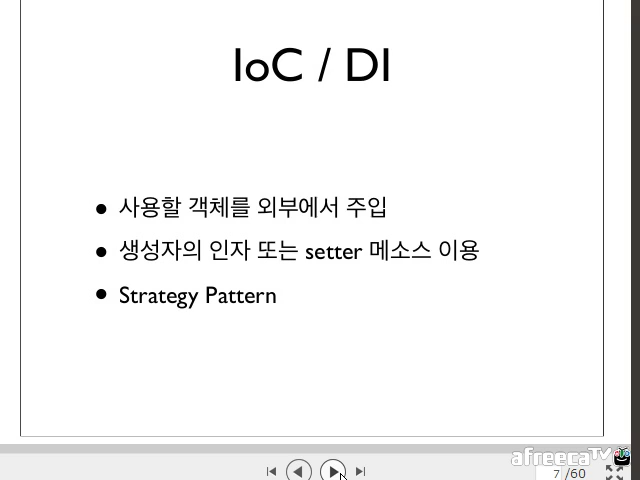 IoC / DI
• 사용할 객체를 외부에서 주입
• 생성자의 인자 또는 setter 메소스 이용
• Strategy Pattern
afreecaTV
7 /60